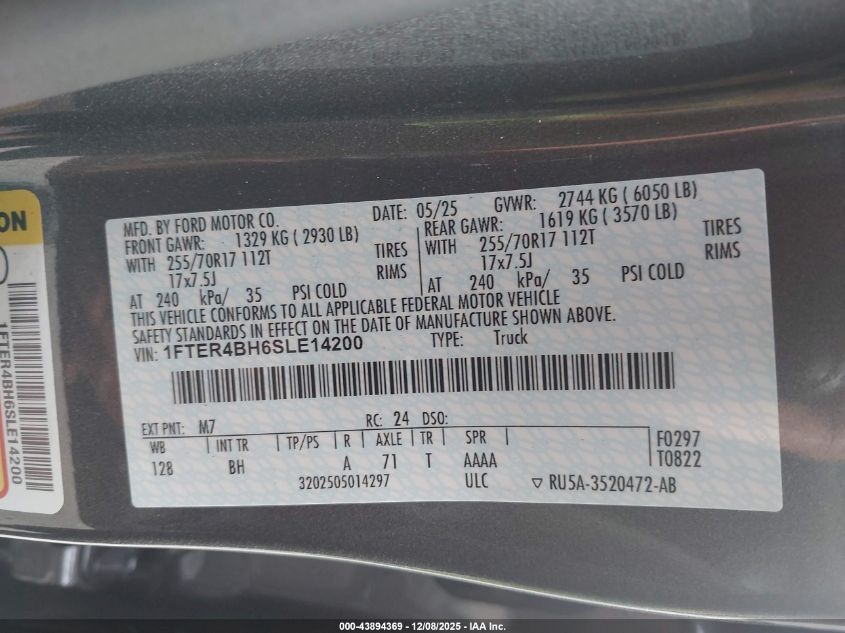 MFD. BY FORD MOTOR CO.
DATE: 05/25 GVWR: 2744 KG ( 6050 LB)
FRONT GAWR: 1329 KG ( 2930 LB)
REAR GAWR: 1619 KG ( 3570 LB)
WITH 255/70R17 112T TIRES
255/70R17 112T TIRES
17x7.5J RIMS
WITH
17x7.5J RIMS
AT 240 kPa/ 35 PSI COLD
AT 240 kPa/ 35 PSI COLD
THIS VEHICLE CONFORMS TO ALL APPLICABLE FEDERAL MOTOR VEHICLE
SAFETY STANDARDS IN EFFECT ON THE DATE OF MANUFACTURE SHOWN ABOVE.
VIN: 1FTER4BH6SLE14200 TYPE: Truck
EXT PNT: M7 RC: 24 DSO:
WB INT TR TP/PS R AXLE TR SPR F0297
128 BH A 71 T AAAA T0822
3202505014297 ULC ▽ RU5A-3520472-AB
ON
1FTER4BH6SLE14200
000-43894369 - 12/08/2025 - IAA Inc.